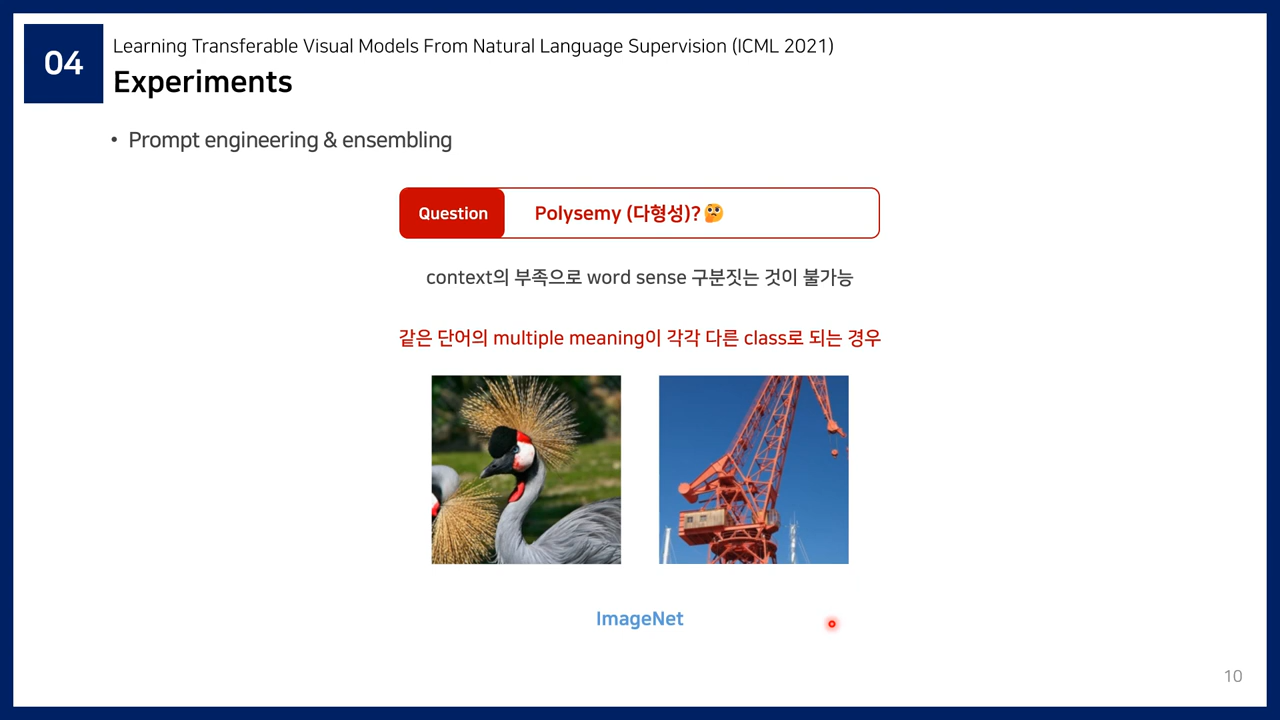 04
Learning Transferable Visual Models From Natural Language Supervision (ICML 2021)
Experiments
• Prompt engineering & ensembling
Question
Polysemy (다형성)?🤔
context의 부족으로 word sense 구분짓는 것이 불가능
같은 단어의 multiple meaning이 각각 다른 class로 되는 경우
ImageNet
10